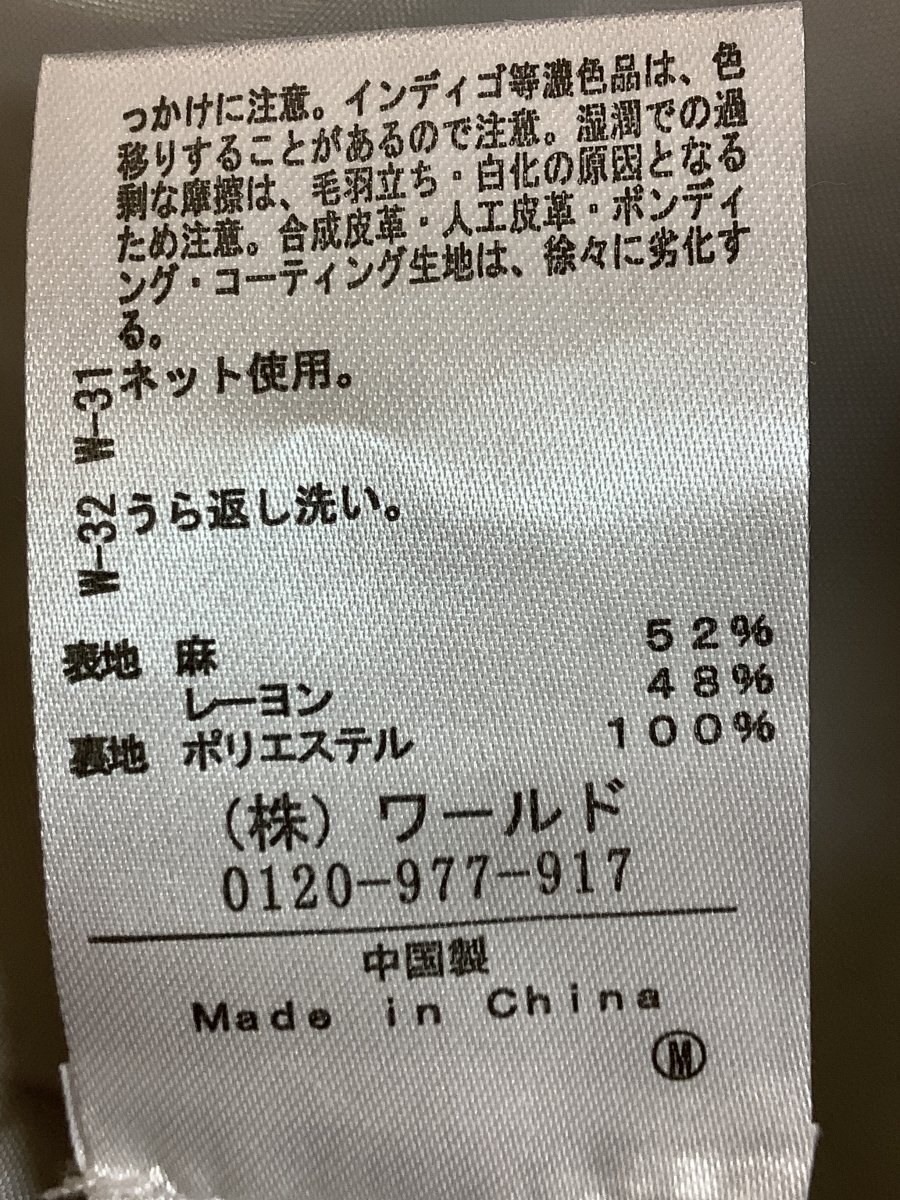 っかけに注意。インディゴ等濃色品は、色
移りすることがあるので注意。湿潤での過
剰な摩擦は、毛羽立ち・白化の原因となる
ため注意。合成皮革・人工皮革・ボンディ
ング・コーティング生地は、徐々に劣化す
る。
W-31 ネット使用。
W-32 うら返し洗い。
表地 麻 52%
レーヨン 48%
裏地 ポリエステル 100%
(株) ワールド
0120-977-917
中国製
Made in China
Ⓜ